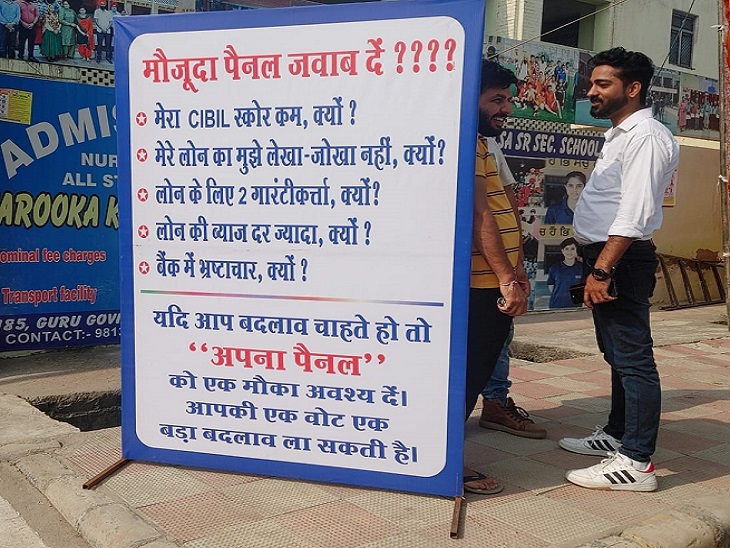 मौजूदा पैनल जवाब दें ????
मेरा CIBIL स्कोर कम, क्यों ?
मेरे लोन का मुझे लेखा-जोखा नहीं, क्यों?
लोन के लिए 2 गारंटीकर्त्ता, क्यों?
लोन की ब्याज दर ज्यादा, क्यों ?
बैंक में भ्रष्टाचार, क्यों ?
यदि आप बदलाव चाहते हो तो
“अपना पैनल”
को एक मौका अवश्य दें।
आपकी एक वोट एक
बड़ा बदलाव ला सकती है।
ADMIS
NUR
ALL ST
AROOKA K
ominal fee charges
Transport facility
985, GURU GOVI
CONTACT:- 981
SA SR SEC. SCHOOL